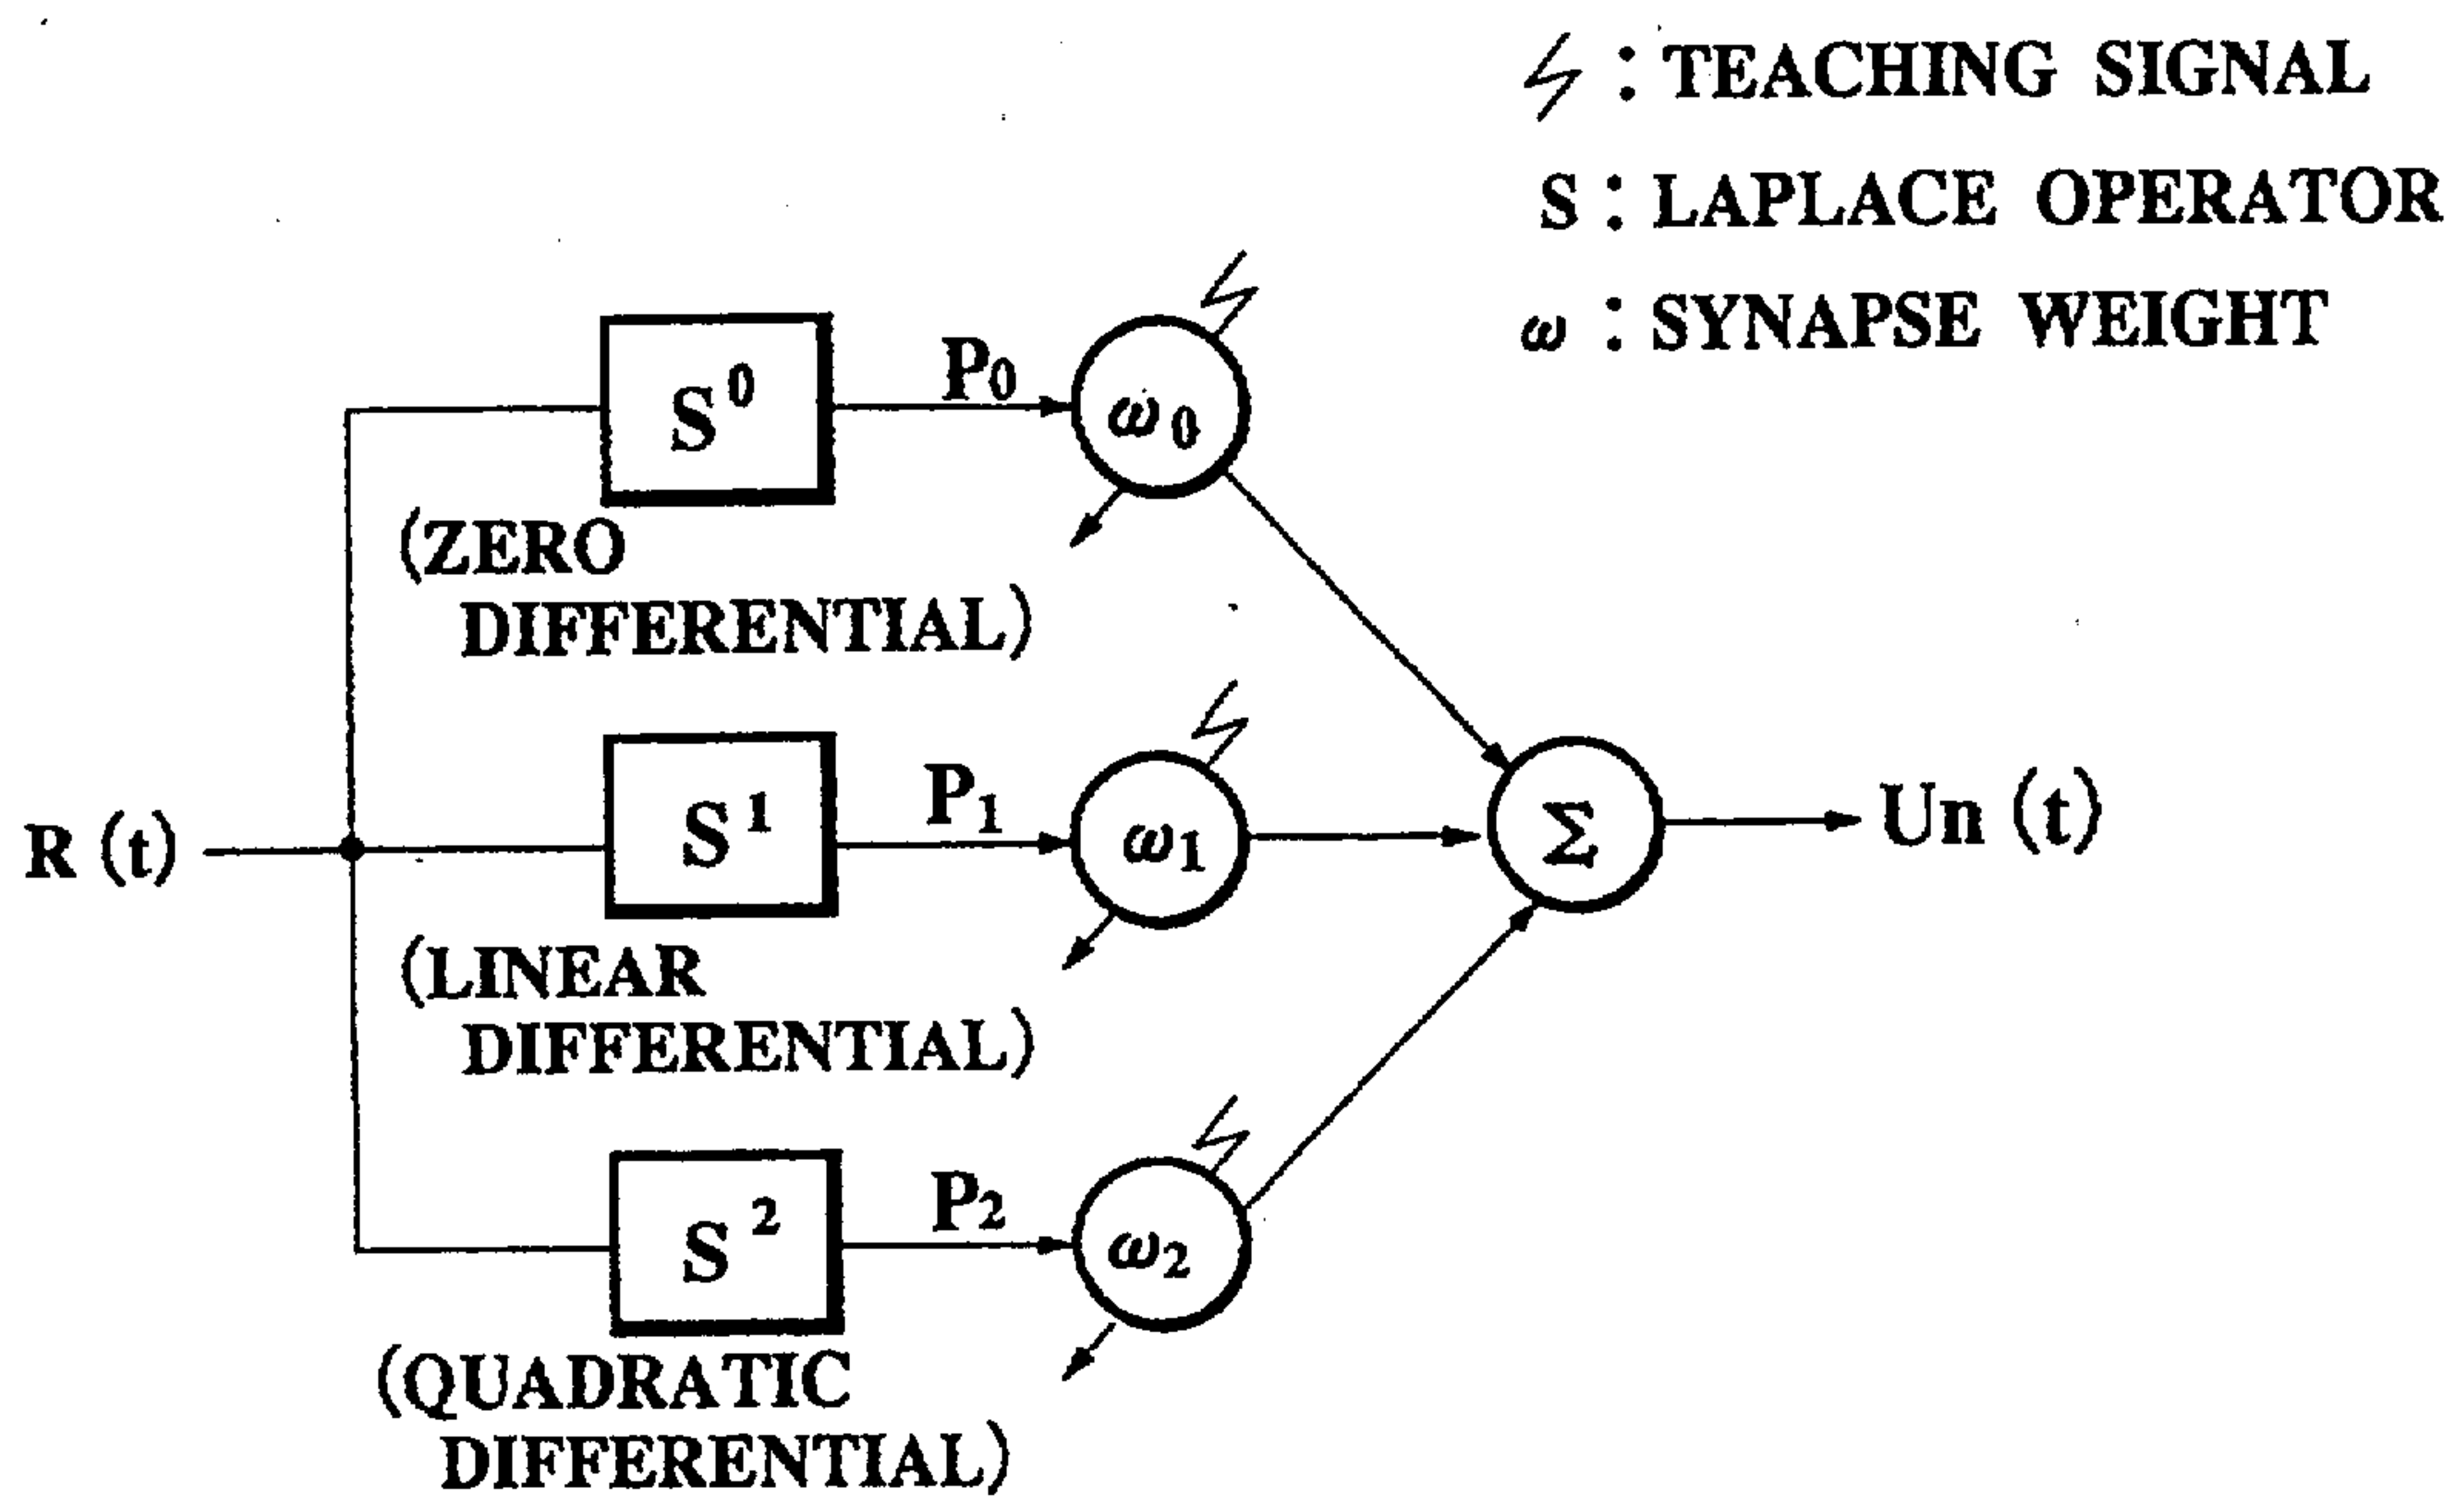 ϟ : TEACHING SIGNAL
S : LAPLACE OPERATOR
ω : SYNAPSE WEIGHT
S⁰
P₀
ω₀
(ZERO
DIFFERENTIAL)
R (t)
S¹
P₁
ω₁
Σ
Un (t)
(LINEAR
DIFFERENTIAL)
S²
P₂
ω₂
(QUADRATIC
DIFFERENTIAL)